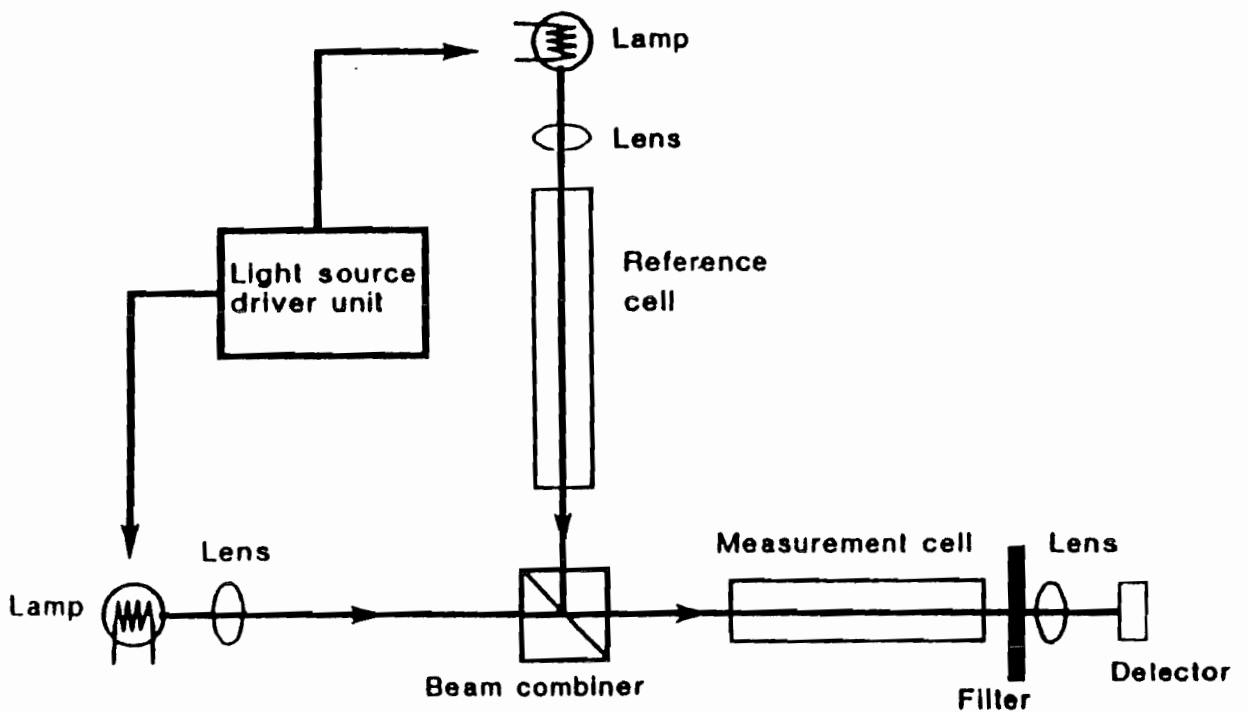 Lamp
Lens
Light source
driver unit
Reference
cell
Lens
Measurement cell
Lens
Lamp
Beam combiner
Filter
Detector